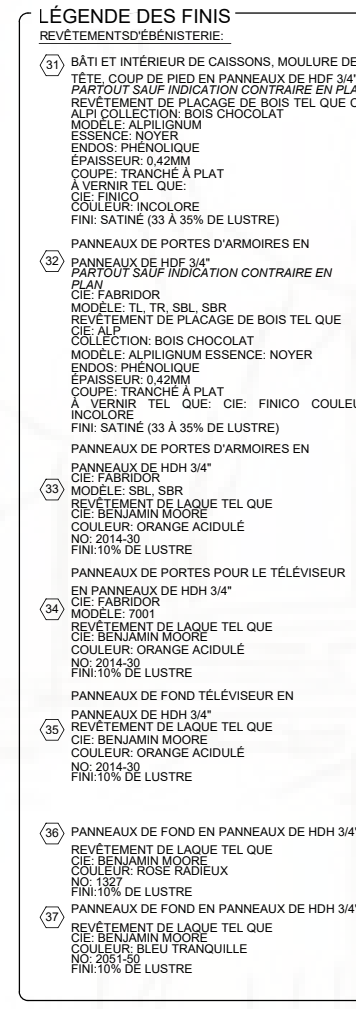 LÉGENDE DES FINIS
REVÊTEMENTSD'ÉBÉNISTERIE:
31 BÂTI ET INTÉRIEUR DE CAISSONS, MOULURE DE
TÊTE, COUP DE PIED EN PANNEAUX DE HDF 3/4"
PARTOUT SAUF INDICATION CONTRAIRE EN PLA
REVÊTEMENT DE PLACAGE DE BOIS TEL QUE C
ALPI COLLECTION: BOIS CHOCOLAT
MODÈLE: ALPILIGNUM
ESSENCE: NOYER
ENDOS: PHÉNOLIQUE
ÉPAISSEUR: 0,42MM
COUPE: TRANCHÉ À PLAT
À VERNIR TEL QUE:
CIE: FINICO
COULEUR: INCOLORE
FINI: SATINÉ (33 À 35% DE LUSTRE)
PANNEAUX DE PORTES D'ARMOIRES EN
32 PANNEAUX DE HDF 3/4"
PARTOUT SAUF INDICATION CONTRAIRE EN
PLAN
CIE: FABRIDOR
MODÈLE: TL, TR, SBL, SBR
REVÊTEMENT DE PLACAGE DE BOIS TEL QUE
CIE: ALP
COLLECTION: BOIS CHOCOLAT
MODÈLE: ALPILIGNUM ESSENCE: NOYER
ENDOS: PHÉNOLIQUE
ÉPAISSEUR: 0,42MM
COUPE: TRANCHÉ À PLAT
À VERNIR TEL QUE: CIE: FINICO COULEU
INCOLORE
FINI: SATINÉ (33 À 35% DE LUSTRE)
PANNEAUX DE PORTES D'ARMOIRES EN
PANNEAUX DE HDH 3/4"
CIE: FABRIDOR
33 MODÈLE: SBL, SBR
REVÊTEMENT DE LAQUE TEL QUE
CIE: BENJAMIN MOORE
COULEUR: ORANGE ACIDULÉ
NO: 2014-30
FINI:10% DE LUSTRE
PANNEAUX DE PORTES POUR LE TÉLÉVISEUR
EN PANNEAUX DE HDH 3/4"
34 CIE: FABRIDOR
MODÈLE: 7001
REVÊTEMENT DE LAQUE TEL QUE
CIE: BENJAMIN MOORE
COULEUR: ORANGE ACIDULÉ
NO: 2014-30
FINI:10% DE LUSTRE
PANNEAUX DE FOND TÉLÉVISEUR EN
PANNEAUX DE HDH 3/4"
35 REVÊTEMENT DE LAQUE TEL QUE
CIE: BENJAMIN MOORE
COULEUR: ORANGE ACIDULÉ
NO: 2014-30
FINI:10% DE LUSTRE
36 PANNEAUX DE FOND EN PANNEAUX DE HDH 3/4"
REVÊTEMENT DE LAQUE TEL QUE
CIE: BENJAMIN MOORE
COULEUR: ROSE RADIEUX
NO: 1327
FINI:10% DE LUSTRE
37 PANNEAUX DE FOND EN PANNEAUX DE HDH 3/4"
REVÊTEMENT DE LAQUE TEL QUE
CIE: BENJAMIN MOORE
COULEUR: BLEU TRANQUILLE
NO: 2051-50
FINI:10% DE LUSTRE